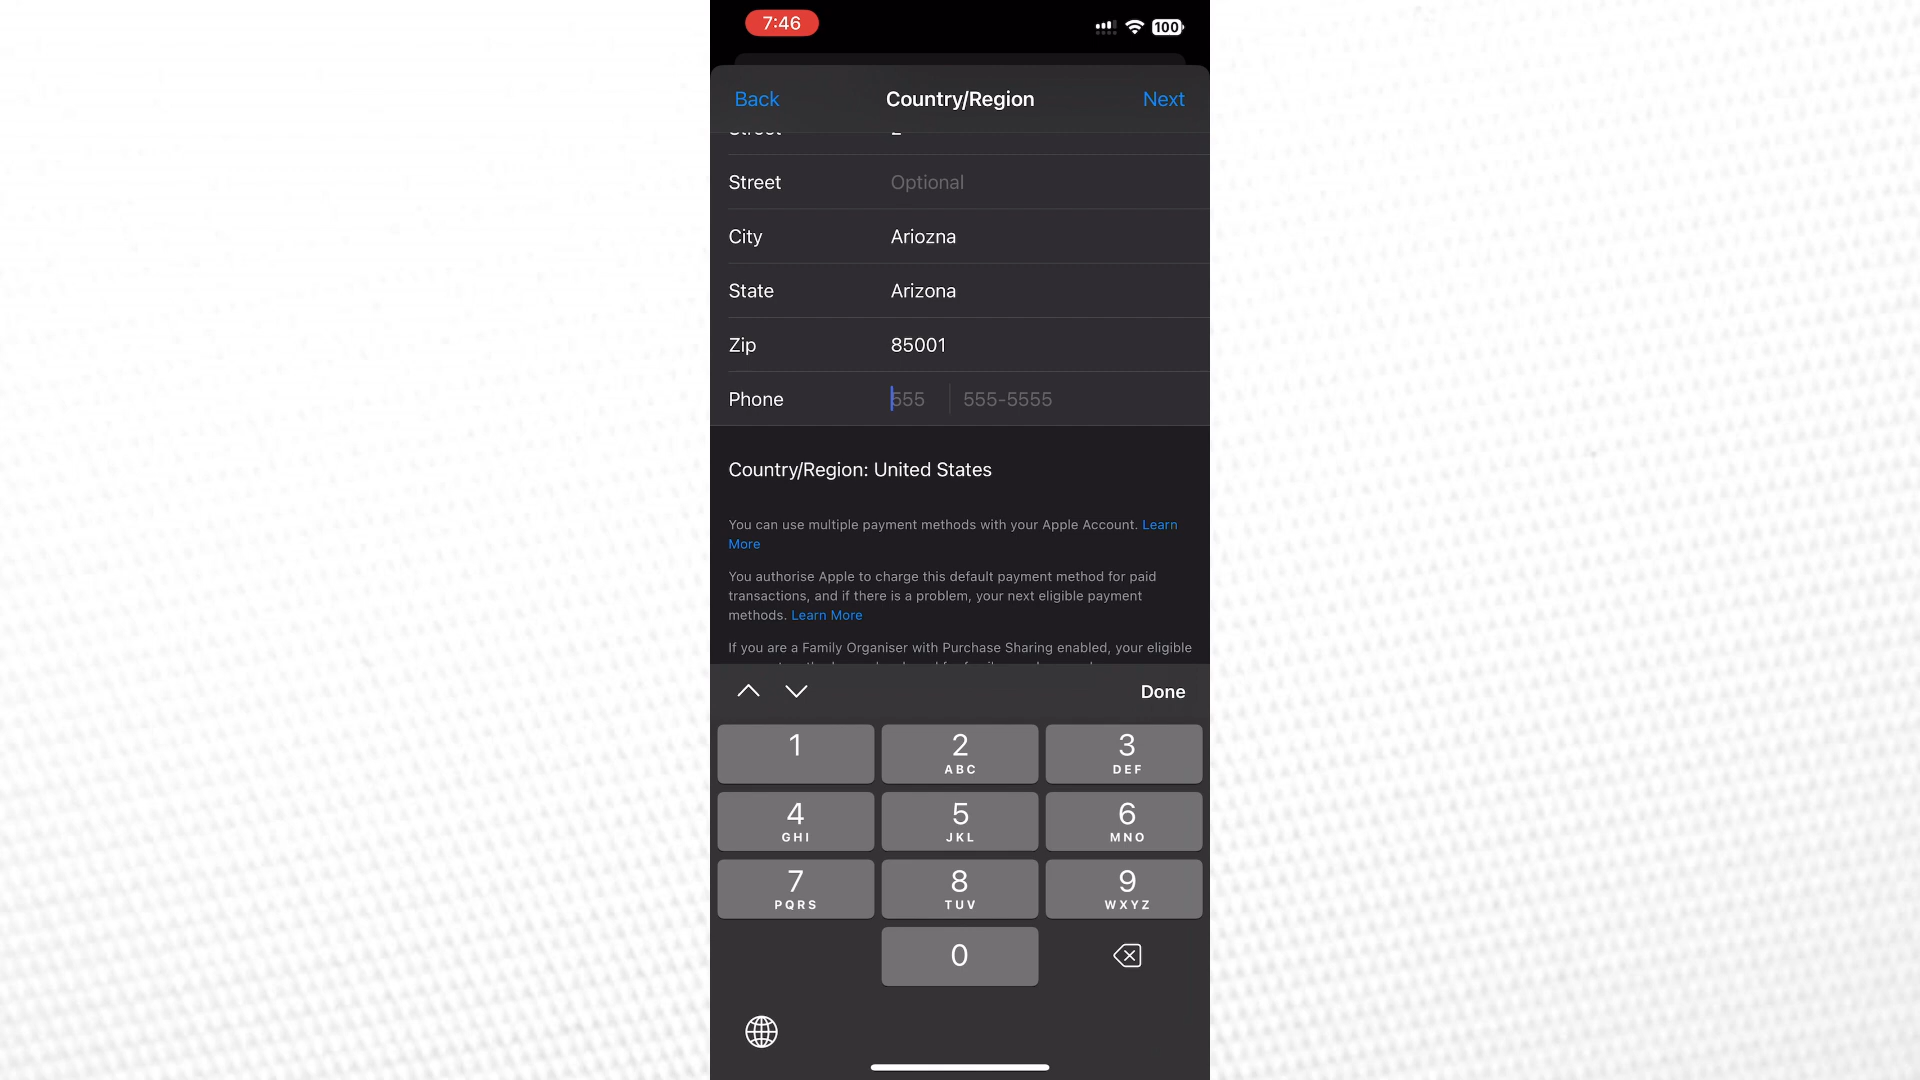 7:46
100
Back Country/Region Next
Street 2
Street Optional
City Ariozna
State Arizona
Zip 85001
Phone 555 555-5555
Country/Region: United States
You can use multiple payment methods with your Apple Account. Learn
More
You authorise Apple to charge this default payment method for paid
transactions, and if there is a problem, your next eligible payment
methods. Learn More
If you are a Family Organiser with Purchase Sharing enabled, your eligible
Done
1 2 3
ABC DEF
4 5 6
GHI JKL MNO
7 8 9
PQRS TUV WXYZ
0